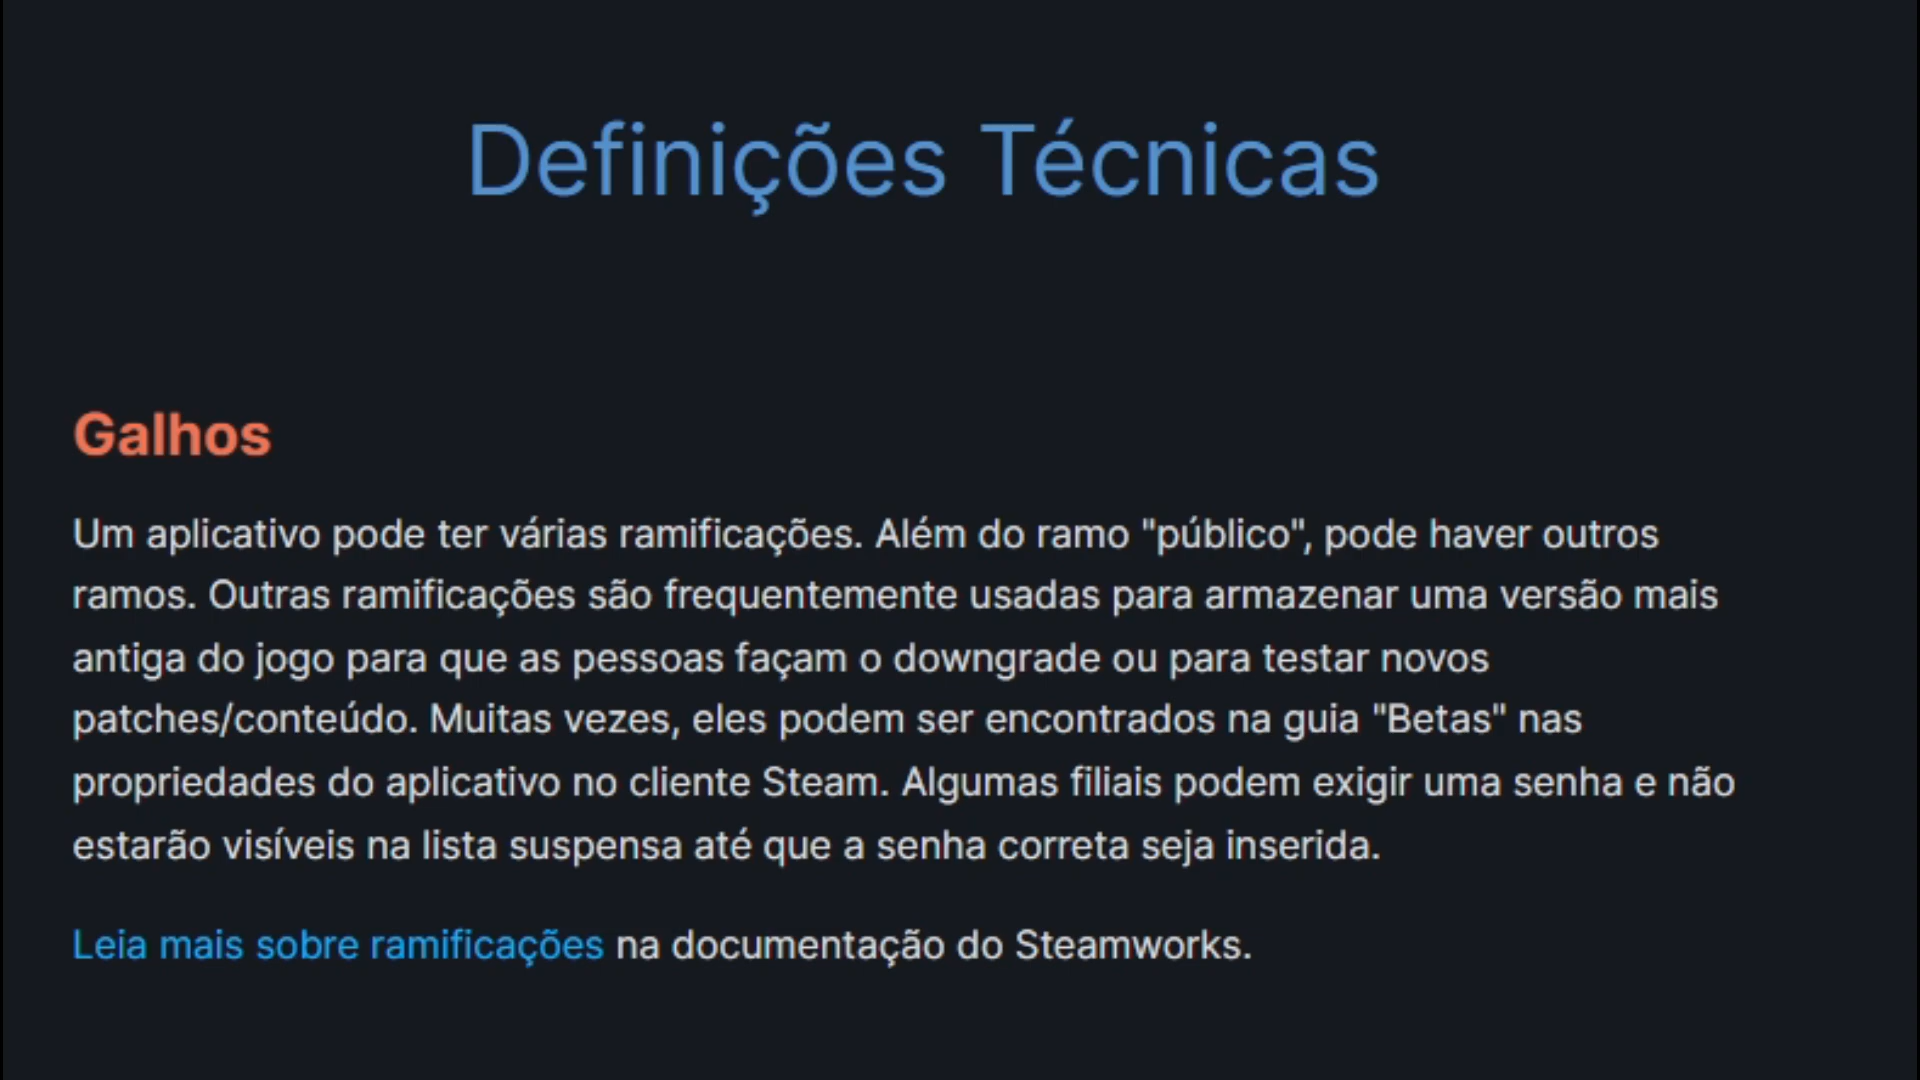 Definições Técnicas
Galhos
Um aplicativo pode ter várias ramificações. Além do ramo "público", pode haver outros
ramos. Outras ramificações são frequentemente usadas para armazenar uma versão mais
antiga do jogo para que as pessoas façam o downgrade ou para testar novos
patches/conteúdo. Muitas vezes, eles podem ser encontrados na guia "Betas" nas
propriedades do aplicativo no cliente Steam. Algumas filiais podem exigir uma senha e não
estarão visíveis na lista suspensa até que a senha correta seja inserida.
Leia mais sobre ramificações na documentação do Steamworks.